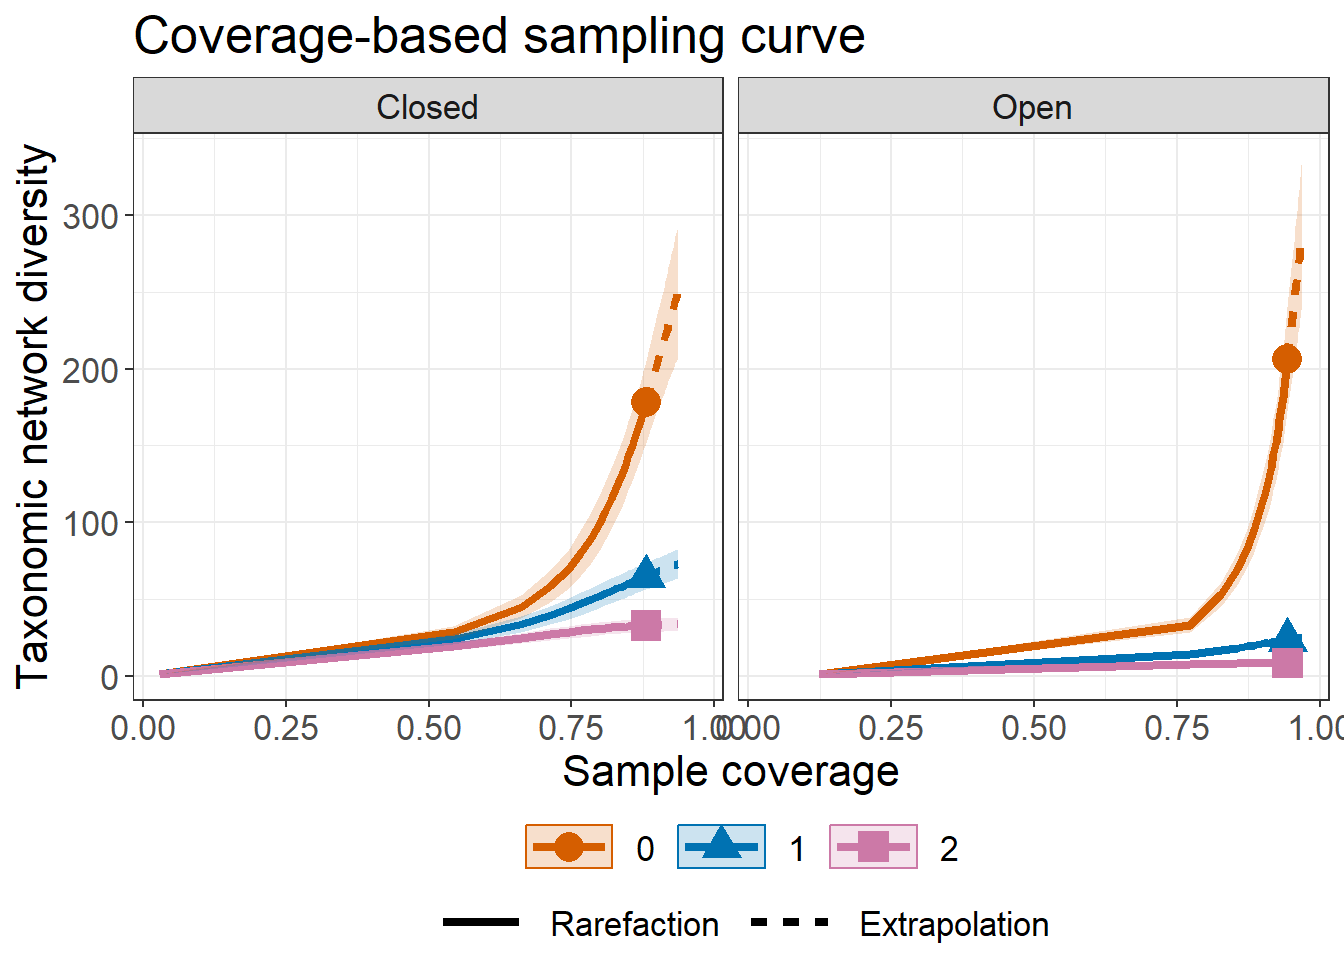 Coverage-based sampling curve
Closed Open
Taxonomic network diversity
300
200
100
0
0.00 0.25 0.50 0.75 1.00 0.00 0.25 0.50 0.75 1.00
Sample coverage
0 1 2
Rarefaction Extrapolation